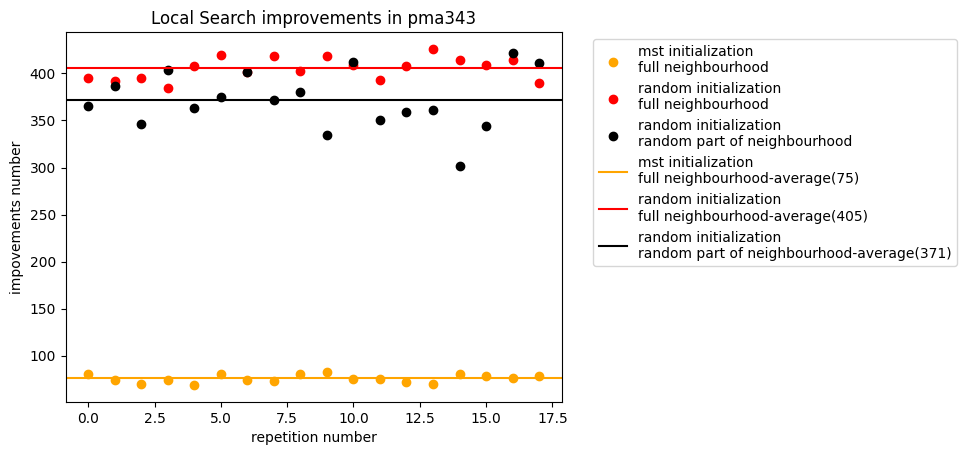 Local Search improvements in pma343
impovements number
400
350
300
250
200
150
100
0.0 2.5 5.0 7.5 10.0 12.5 15.0 17.5
repetition number
mst initialization
full neighbourhood
random initialization
full neighbourhood
random initialization
random part of neighbourhood
mst initialization
full neighbourhood-average(75)
random initialization
full neighbourhood-average(405)
random initialization
random part of neighbourhood-average(371)